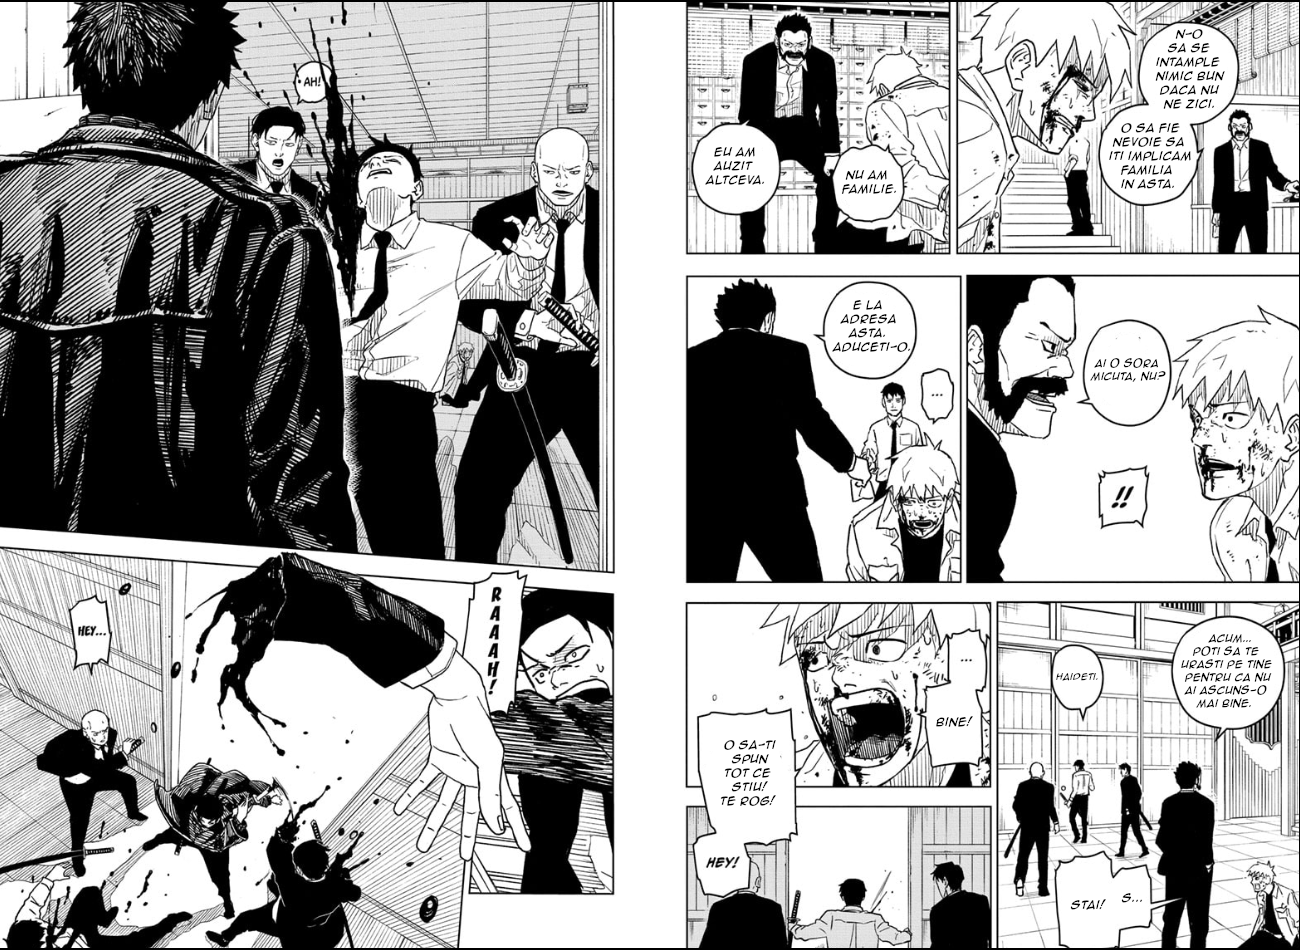 N-O
SA SE
INTAMPLE
NIMIC BUN
DACA NU
NE ZICI.
O SA FIE
NEVOIE SA
ITI IMPLICAM
FAMILIA
IN ASTA.
NU AM
FAMILIE.
EU AM
AUZIT
ALTCEVA.
AI O SORA
MICUTA, NU?
!!
E LA
ADRESA
ASTA.
ADUCETI-O.
...
ACUM...
POTI SA TE
URASTI PE TINE
PENTRU CA NU
AI ASCUNS-O
MAI BINE.
HAIDETI.
S...
STAI!
...
BINE!
O SA-TI
SPUN
TOT CE
STIU!
TE ROG!
HEY!
AH!
RAAAH!
HEY...